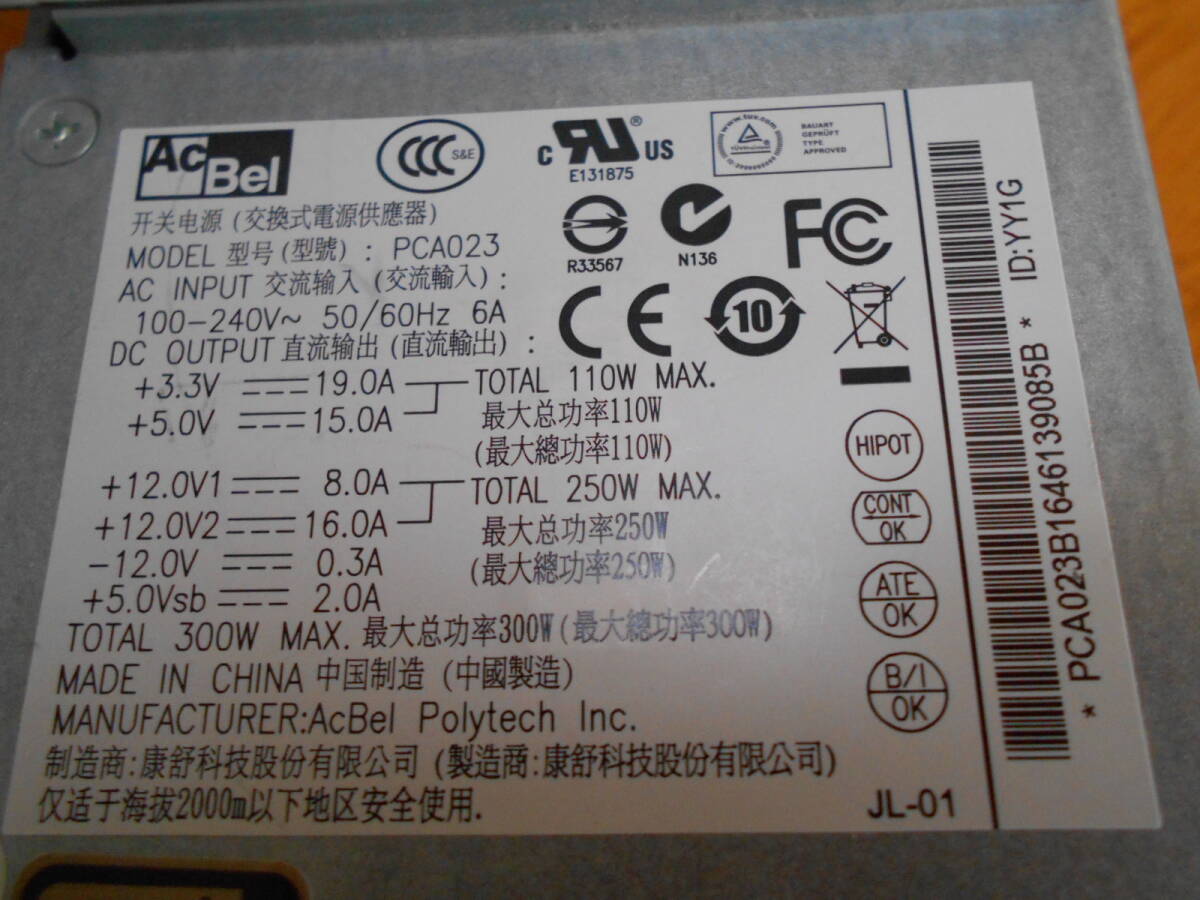 AcBel
CCC S&E
c RU® US
E131875
www.tuv.com
BAUART
GEPRÜFT
TYPE
APPROVED
开关电源 (交換式電源供應器)
MODEL 型号(型號) : PCA023
R33567
N136
FC
AC INPUT 交流输入 (交流輸入) :
100-240V~ 50/60Hz 6A
CE
10
DC OUTPUT 直流输出 (直流輸出) :
+3.3V 19.0A TOTAL 110W MAX.
+5.0V 15.0A 最大总功率110W
(最大總功率110W)
+12.0V1 8.0A TOTAL 250W MAX.
+12.0V2 16.0A 最大总功率250W
-12.0V 0.3A (最大總功率250W)
+5.0Vsb 2.0A
TOTAL 300W MAX. 最大总功率300W(最大總功率300W)
MADE IN CHINA 中国制造 (中國製造)
MANUFACTURER:AcBel Polytech Inc.
制造商:康舒科技股份有限公司 (製造商:康舒科技股份有限公司)
仅适于海拔2000m以下地区安全使用.
HIPOT
CONT
OK
ATE
OK
B/I
OK
JL-01
* PCA023B1646139085B * ID:YY1G